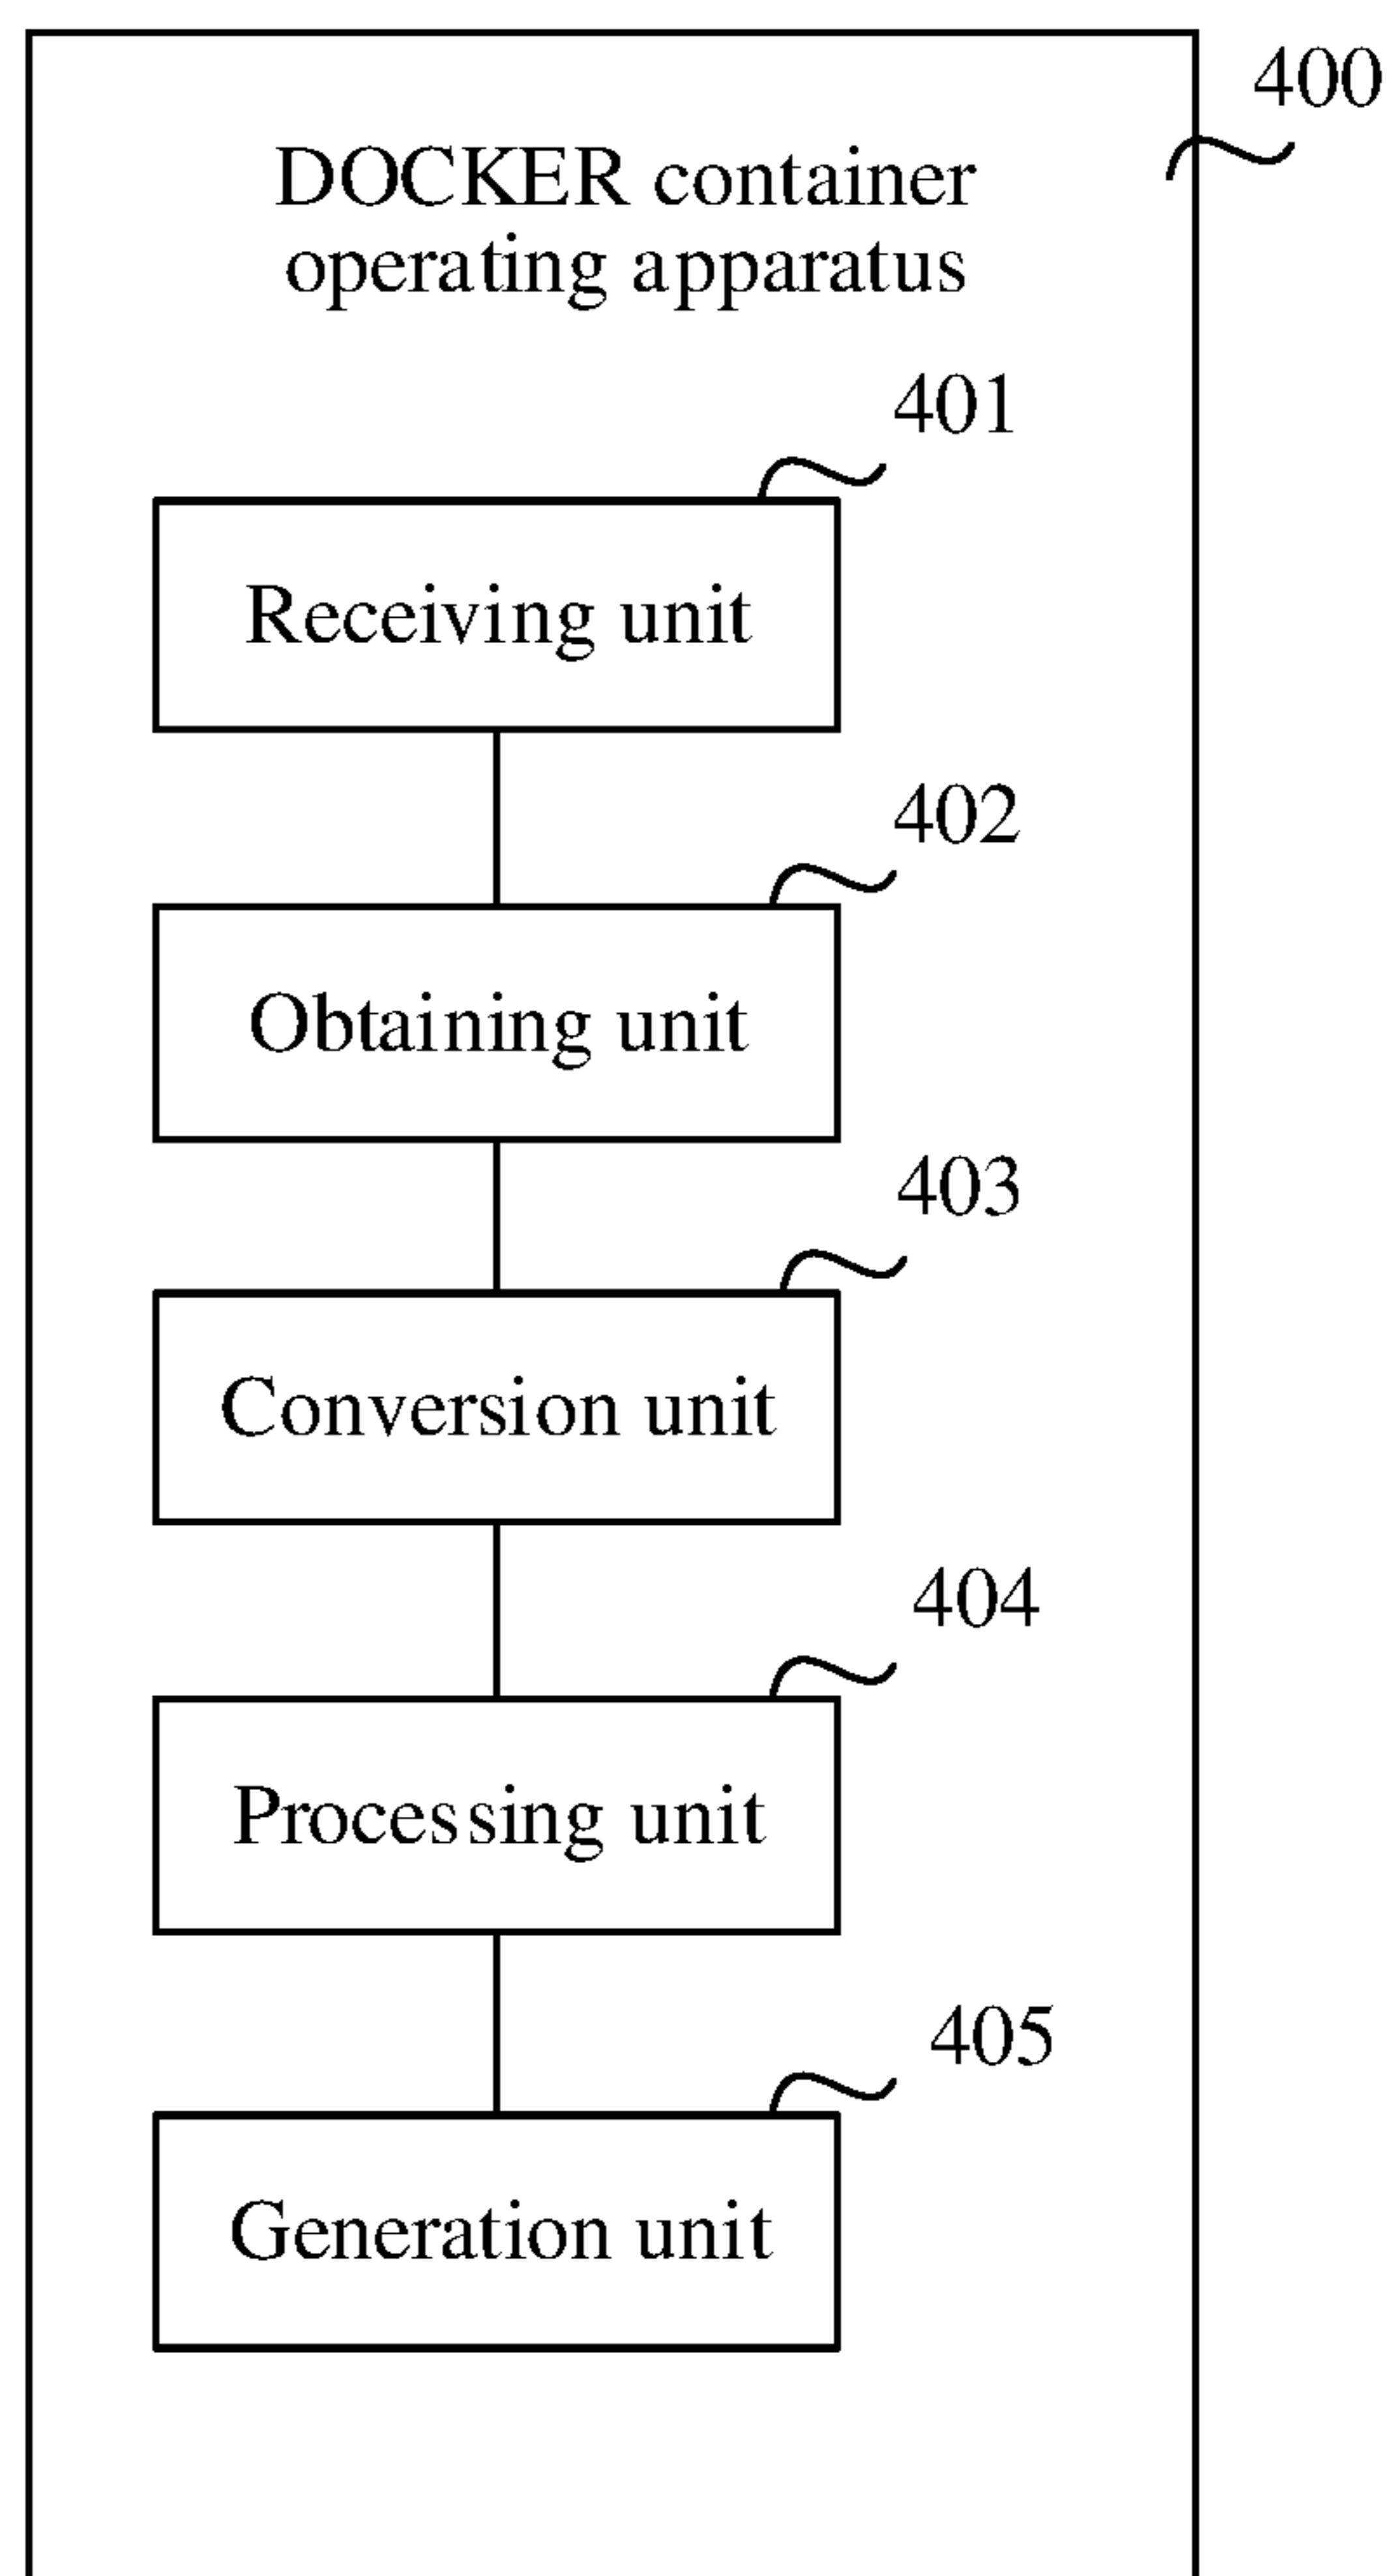 400
DOCKER container
operating apparatus
401
Receiving unit
402
Obtaining unit
403
Conversion unit
404
Processing unit
405
Generation unit